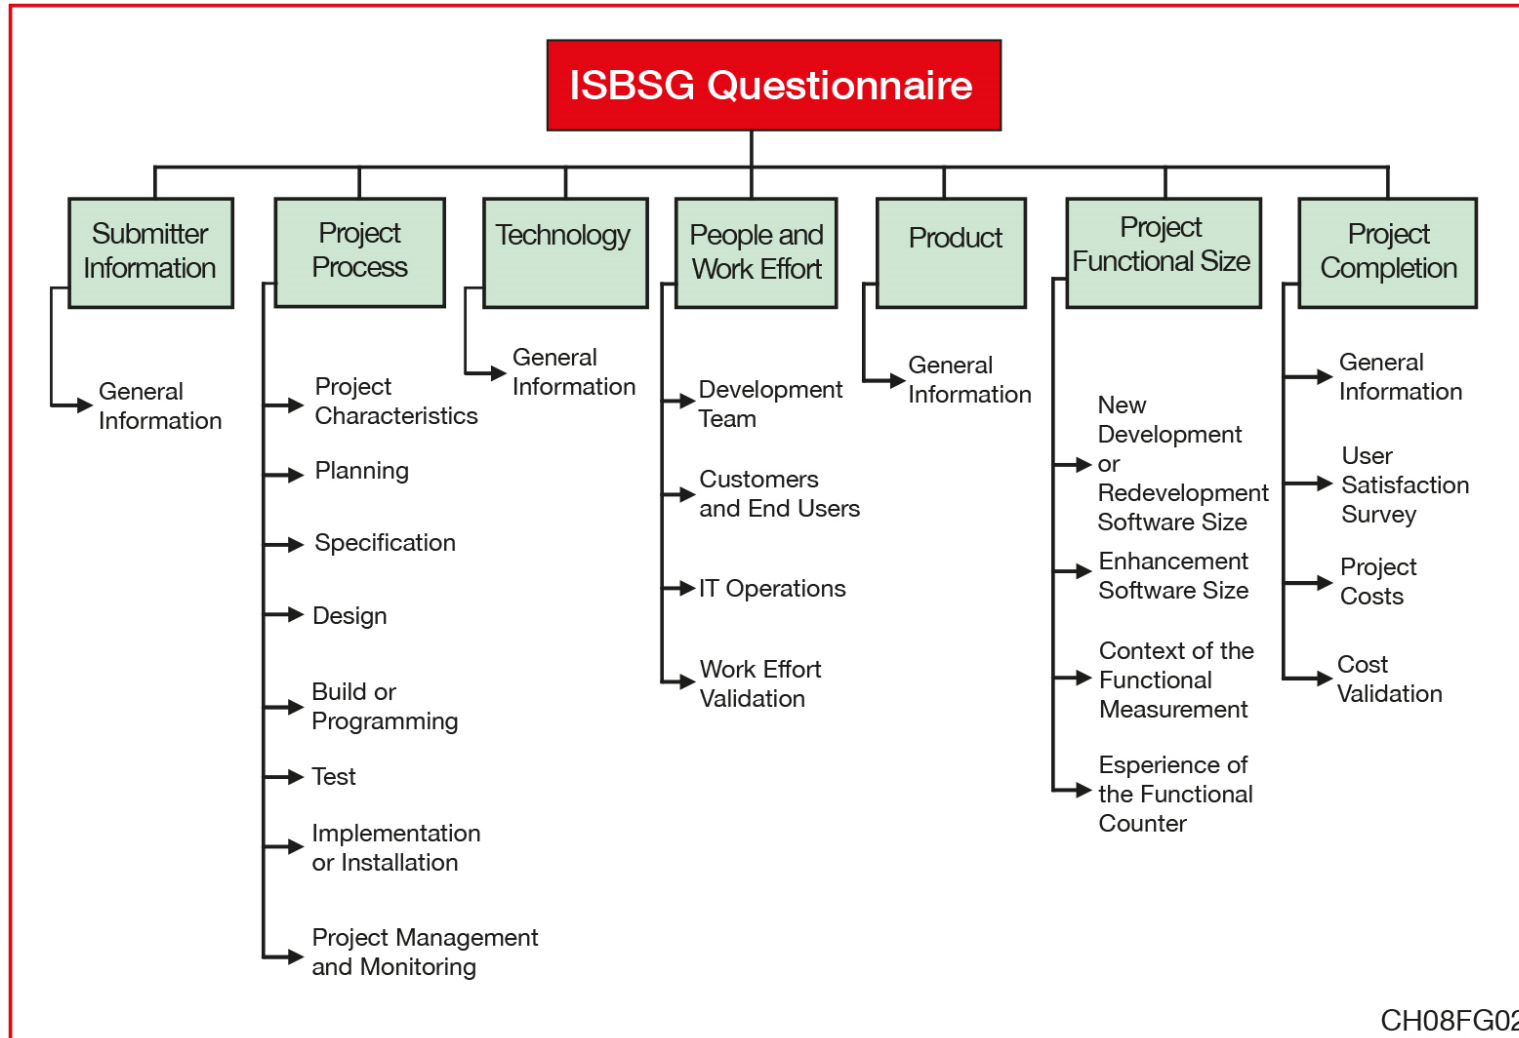 ISBSG Questionnaire
Submitter
Information
General
Information
Project
Process
Project
Characteristics
Planning
Specification
Design
Build or
Programming
Test
Implementation
or Installation
Project Management
and Monitoring
Technology
General
Information
People and
Work Effort
Development
Team
Customers
and End Users
IT Operations
Work Effort
Validation
Product
General
Information
Project
Functional Size
New
Development
or
Redevelopment
Software Size
Enhancement
Software Size
Context of the
Functional
Measurement
Esperience of
the Functional
Counter
Project
Completion
General
Information
User
Satisfaction
Survey
Project
Costs
Cost
Validation
CH08FG02